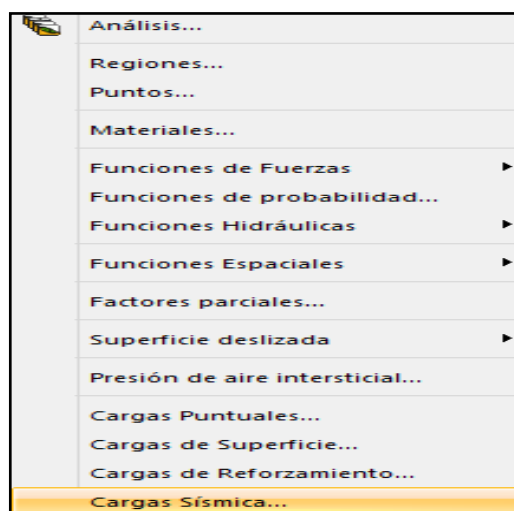 Análisis...
Regiones...
Puntos...
Materiales...
Funciones de Fuerzas
Funciones de probabilidad...
Funciones Hidráulicas
Funciones Espaciales
Factores parciales...
Superficie deslizada
Presión de aire intersticial...
Cargas Puntuales...
Cargas de Superficie...
Cargas de Reforzamiento...
Cargas Sísmica...